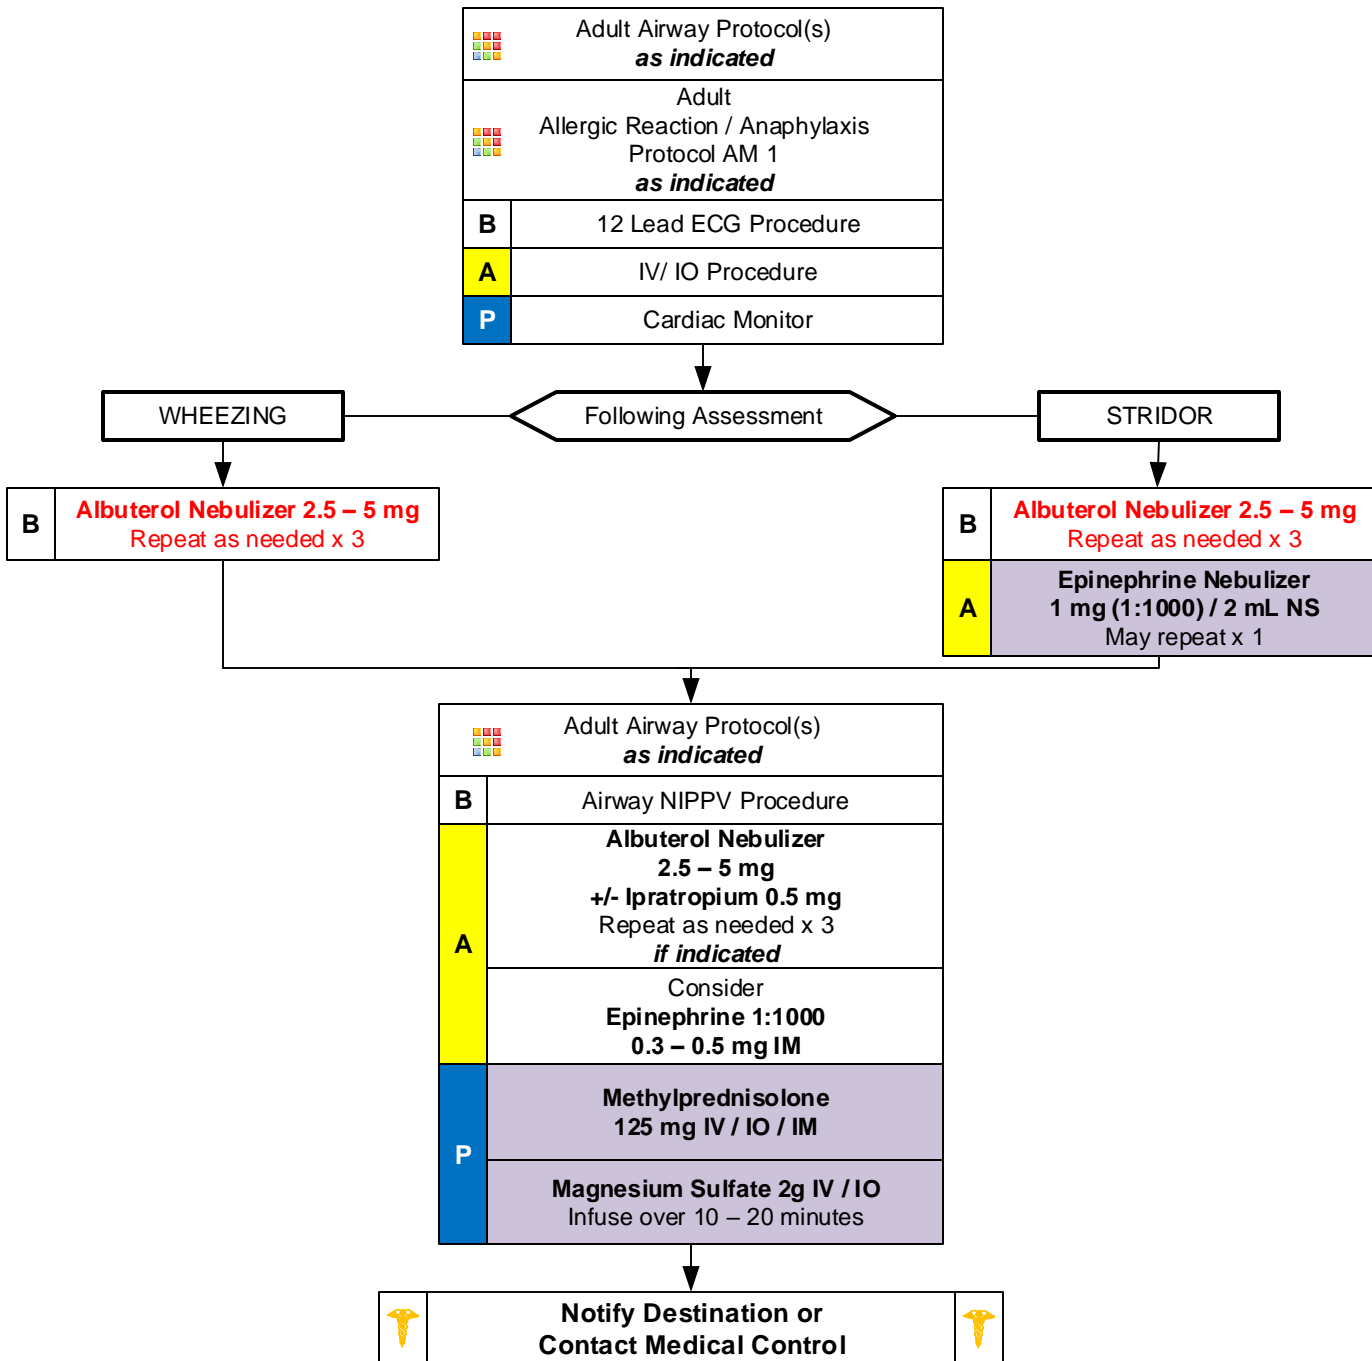 Adult Airway Protocol(s)
as indicated
Adult
Allergic Reaction / Anaphylaxis
Protocol AM 1
as indicated
B
12 Lead ECG Procedure
A
IV/ IO Procedure
P
Cardiac Monitor
WHEEZING
Following Assessment
STRIDOR
B
Albuterol Nebulizer 2.5 – 5 mg
Repeat as needed x 3
B
Albuterol Nebulizer 2.5 – 5 mg
Repeat as needed x 3
A
Epinephrine Nebulizer
1 mg (1:1000) / 2 mL NS
May repeat x 1
Adult Airway Protocol(s)
as indicated
B
Airway NIPPV Procedure
A
Albuterol Nebulizer
2.5 – 5 mg
+/- Ipratropium 0.5 mg
Repeat as needed x 3
if indicated
Consider
Epinephrine 1:1000
0.3 – 0.5 mg IM
P
Methylprednisolone
125 mg IV / IO / IM
Magnesium Sulfate 2g IV / IO
Infuse over 10 – 20 minutes
Notify Destination or
Contact Medical Control